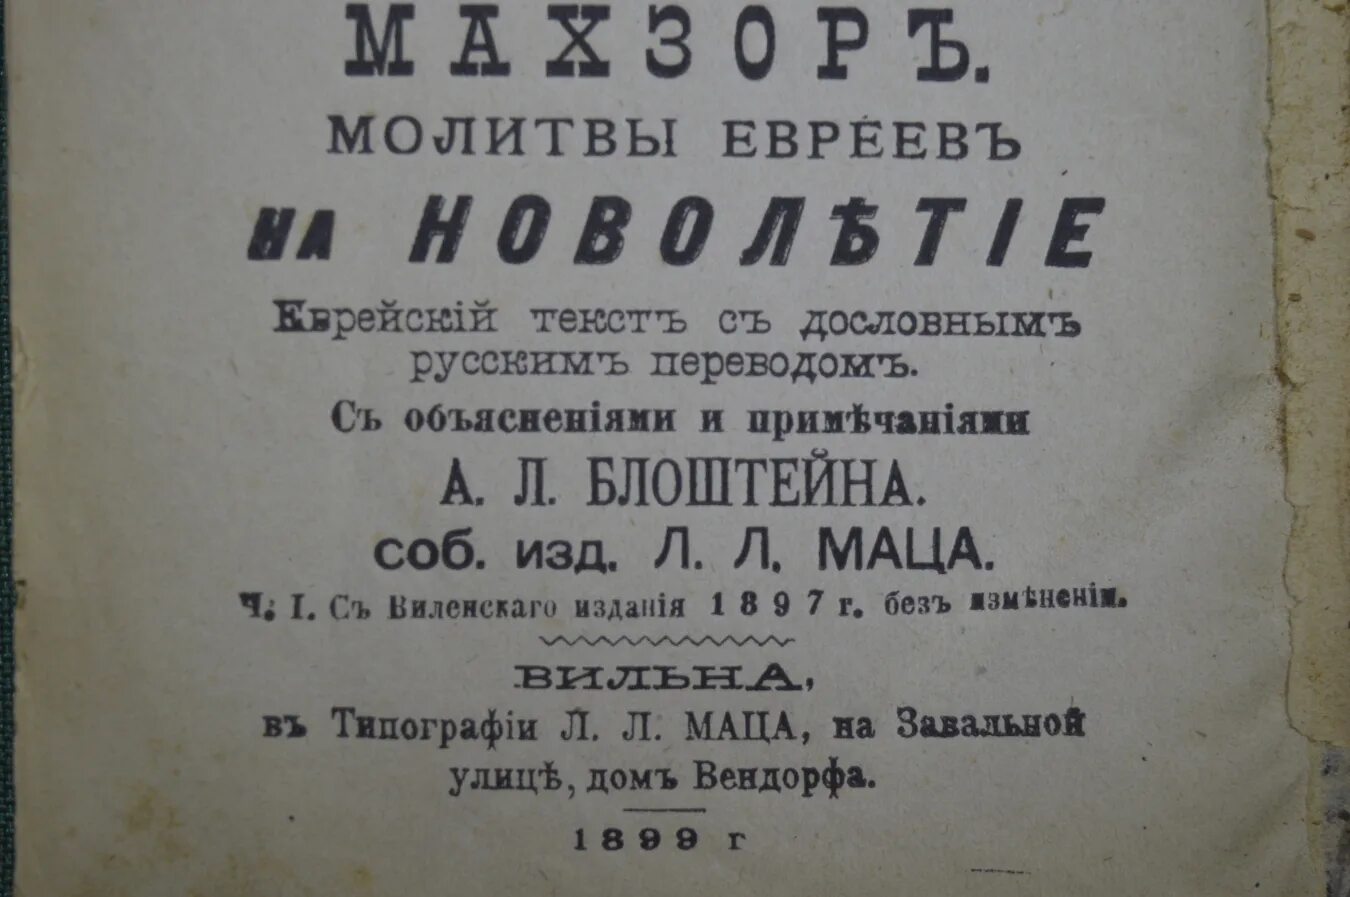 МАХЗОРЪ.
МОЛИТВЫ ЕВРЕЕВЪ
НА НОВОЛѢТІЕ
Еврейскій текстъ съ дословнымъ
русскимъ переводомъ.
Съ объясненіями и примѣчаніями
А. Л. БЛОШТЕЙНА.
соб. изд. Л. Л. МАЦА.
Ч. I. Съ Виленскаго изданія 1897 г. безъ измѣненій.
ВИЛЬНА,
въ Типографіи Л. Л. МАЦА, на Завальной
улицѣ, домъ Вендорфа.
1899 г